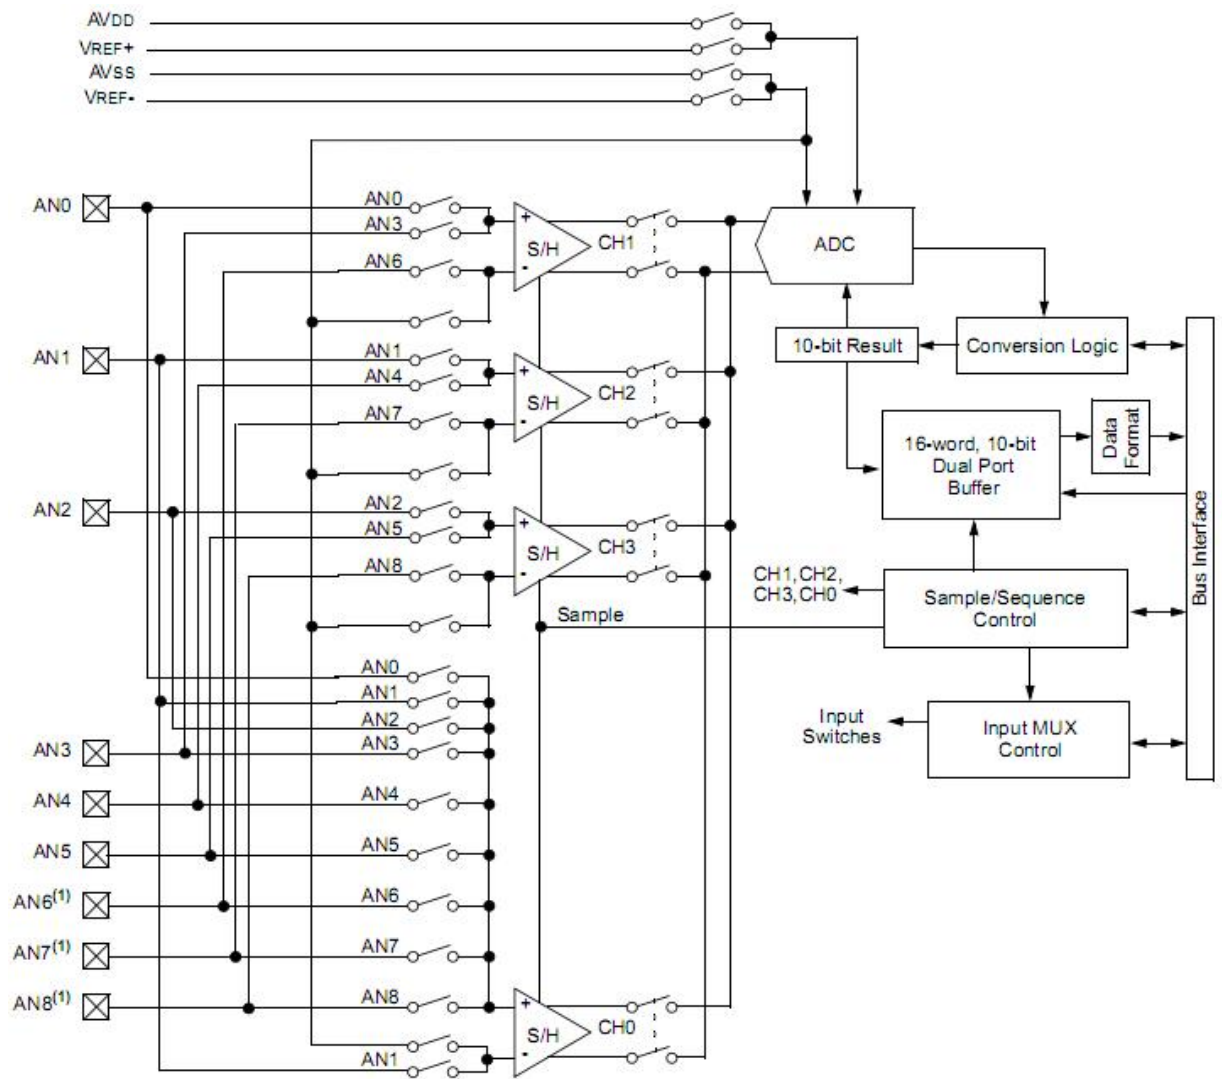 AVDD
VREF+
AVSS
VREF-
AN0
AN0
AN3
AN6
+
S/H
-
CH1
ADC
AN1
AN1
AN4
AN7
+
S/H
-
CH2
10-bit Result
Conversion Logic
16-word, 10-bit
Dual Port
Buffer
Data
Format
Bus Interface
AN2
AN2
AN5
AN8
+
S/H
-
CH3
CH1,CH2,
CH3,CH0
Sample/Sequence
Control
Sample
Input
Switches
Input MUX
Control
AN0
AN1
AN2
AN3
AN3
AN4
AN4
AN5
AN5
AN6(1)
AN6
AN7(1)
AN7
AN8(1)
AN8
+
S/H
-
CH0
AN1